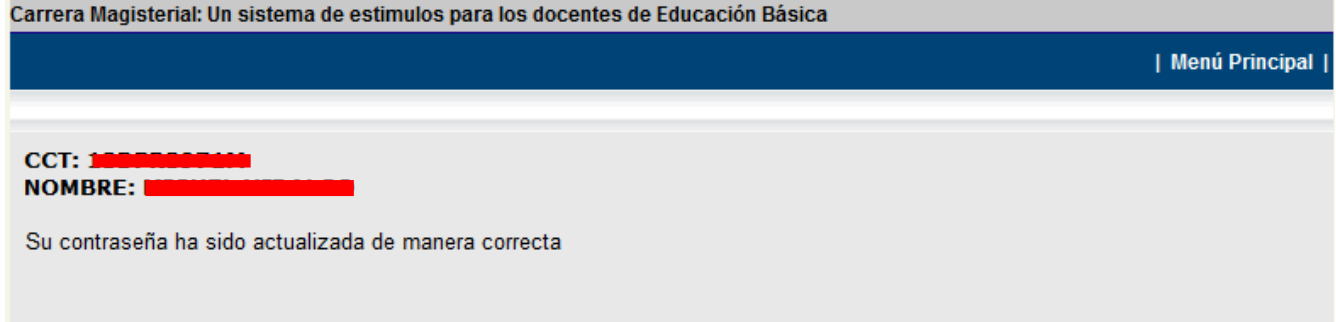 Carrera Magisterial: Un sistema de estimulos para los docentes de Educación Básica
| Menú Principal |
CCT:
NOMBRE:
Su contraseña ha sido actualizada de manera correcta